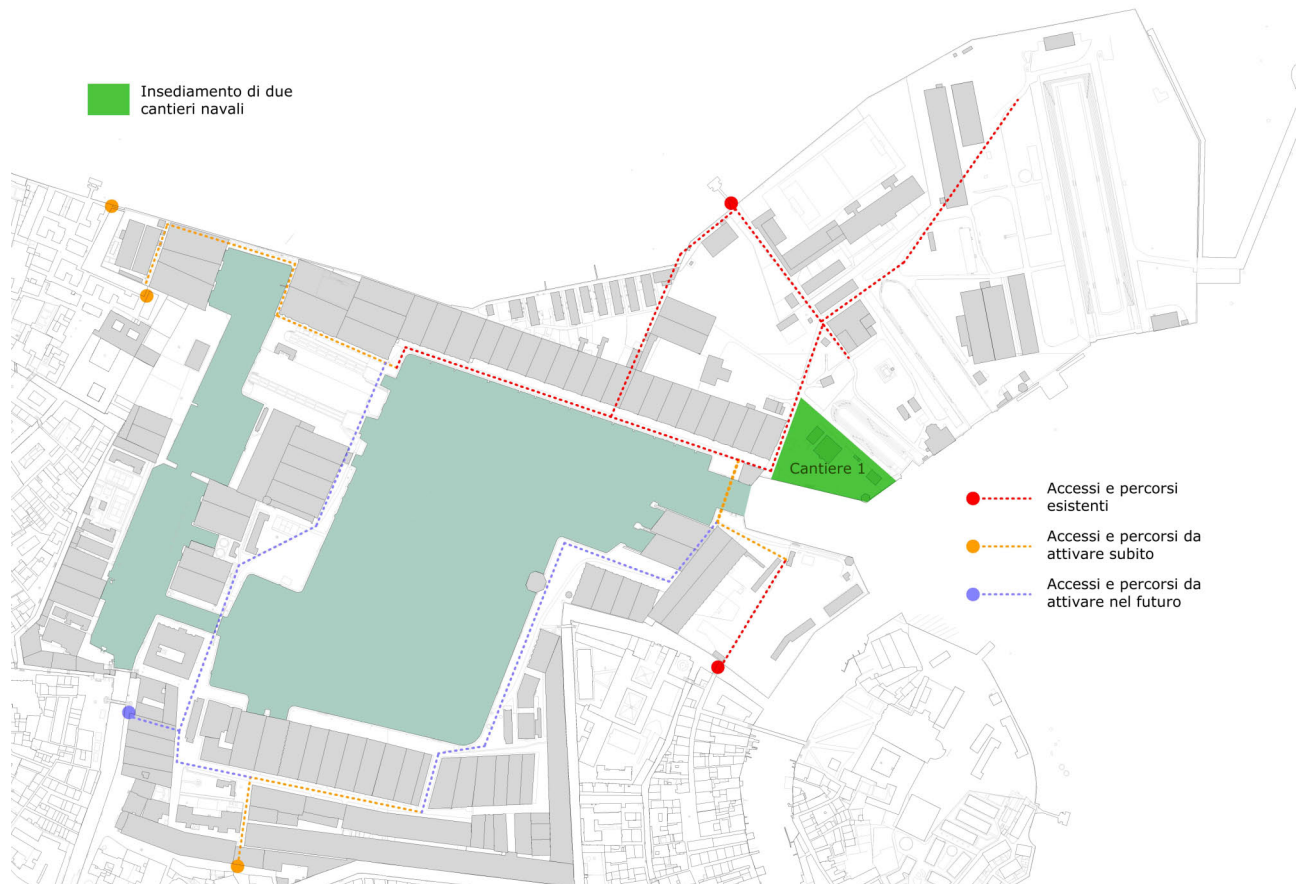 Insediamento di due
cantieri navali
Cantiere 1
Accessi e percorsi
esistenti
Accessi e percorsi da
attivare subito
Accessi e percorsi da
attivare nel futuro